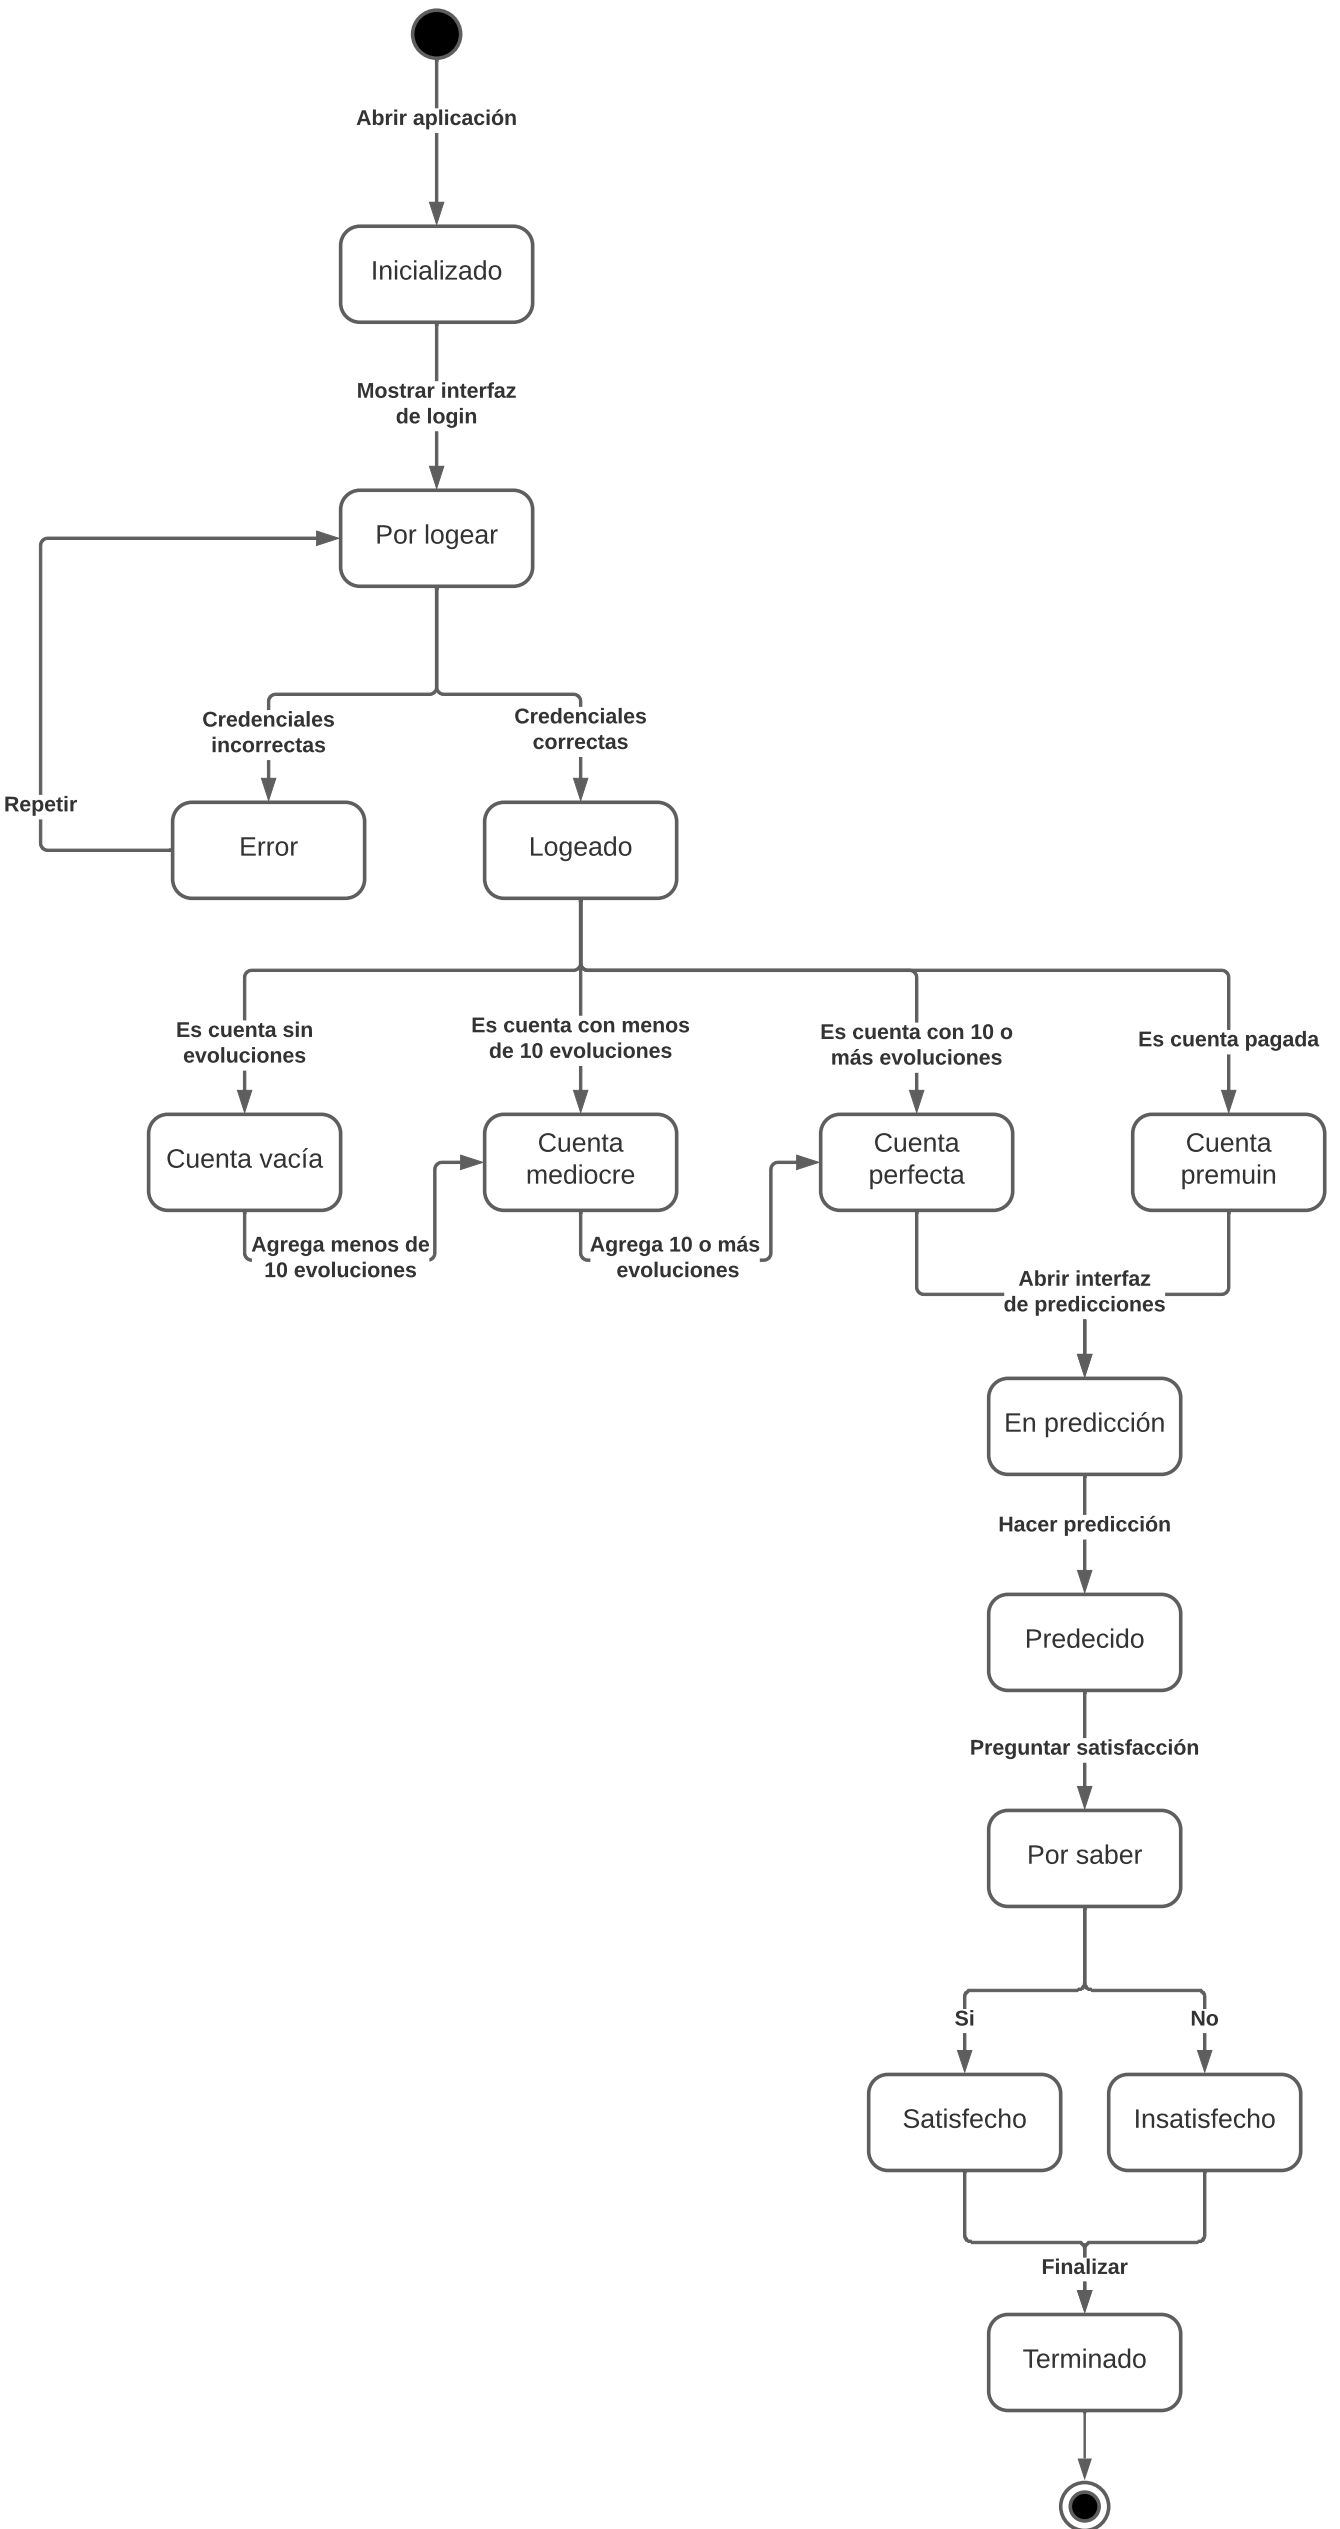 Abrir aplicación
Inicializado
Mostrar interfaz
de login
Por logear
Credenciales
incorrectas
Credenciales
correctas
Repetir
Error
Logeado
Es cuenta sin
evoluciones
Es cuenta con menos
de 10 evoluciones
Es cuenta con 10 o
más evoluciones
Es cuenta pagada
Cuenta vacía
Cuenta
mediocre
Cuenta
perfecta
Cuenta
premuin
Agrega menos de
10 evoluciones
Agrega 10 o más
evoluciones
Abrir interfaz
de predicciones
En predicción
Hacer predicción
Predecido
Preguntar satisfacción
Por saber
Si
No
Satisfecho
Insatisfecho
Finalizar
Terminado